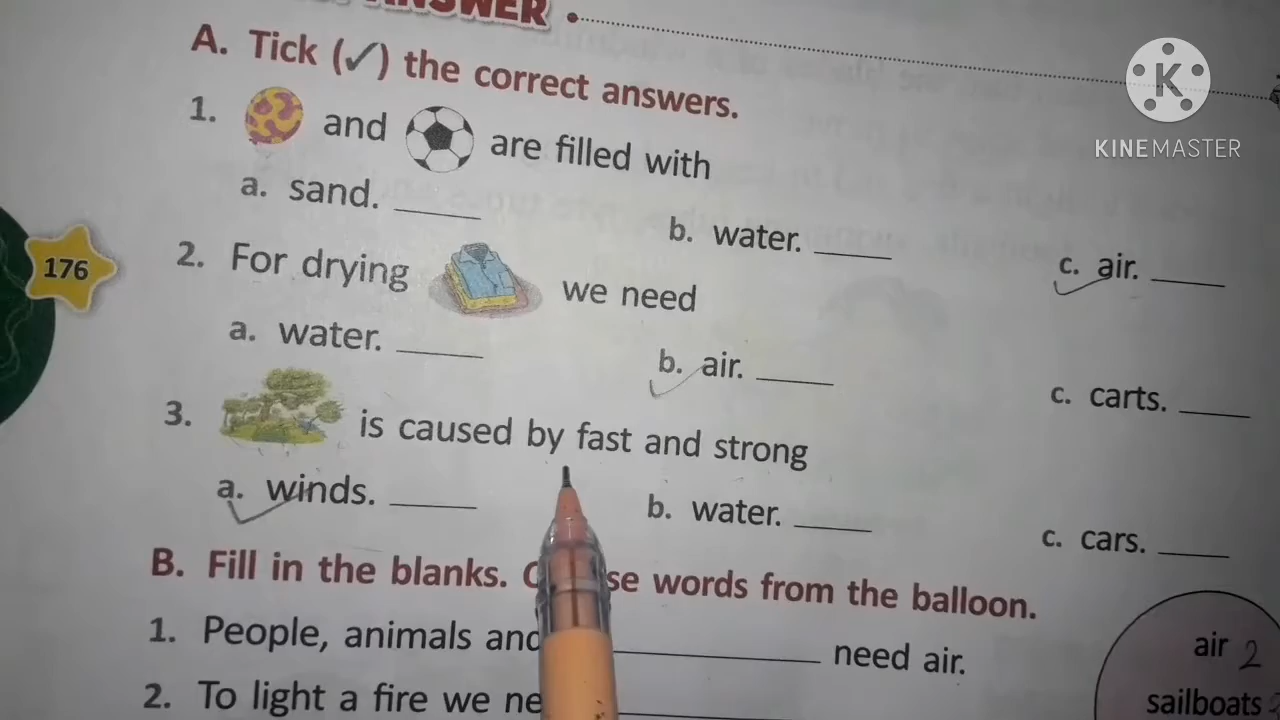 ANSWER
A. Tick (✓) the correct answers.
1. and are filled with
a. sand. ____ b. water. ____ c. air. ____
176
2. For drying we need
a. water. ____ b. air. ____ c. carts. ____
3. is caused by fast and strong
a. winds. ____ b. water. ____ c. cars. ____
B. Fill in the blanks. words from the balloon.
1. People, animals and ____ need air.
2. To light a fire we ____
air 2
sailboats
KINEMASTER